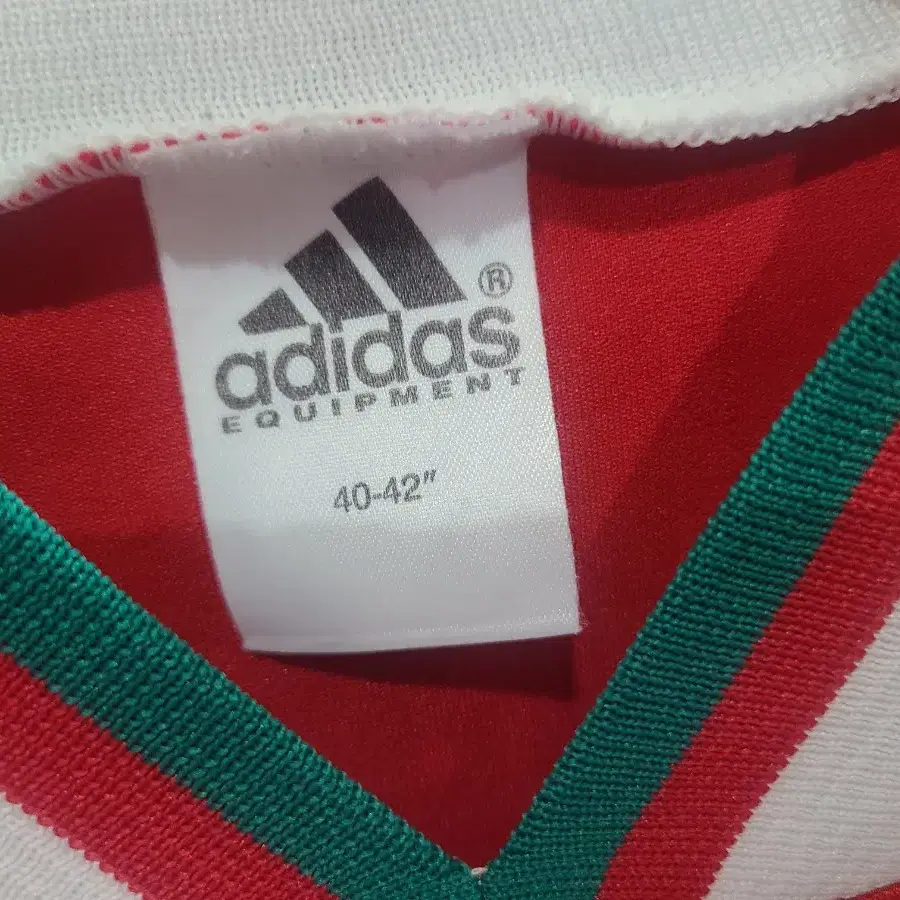 ®
adidas
EQUIPMENT
40-42"